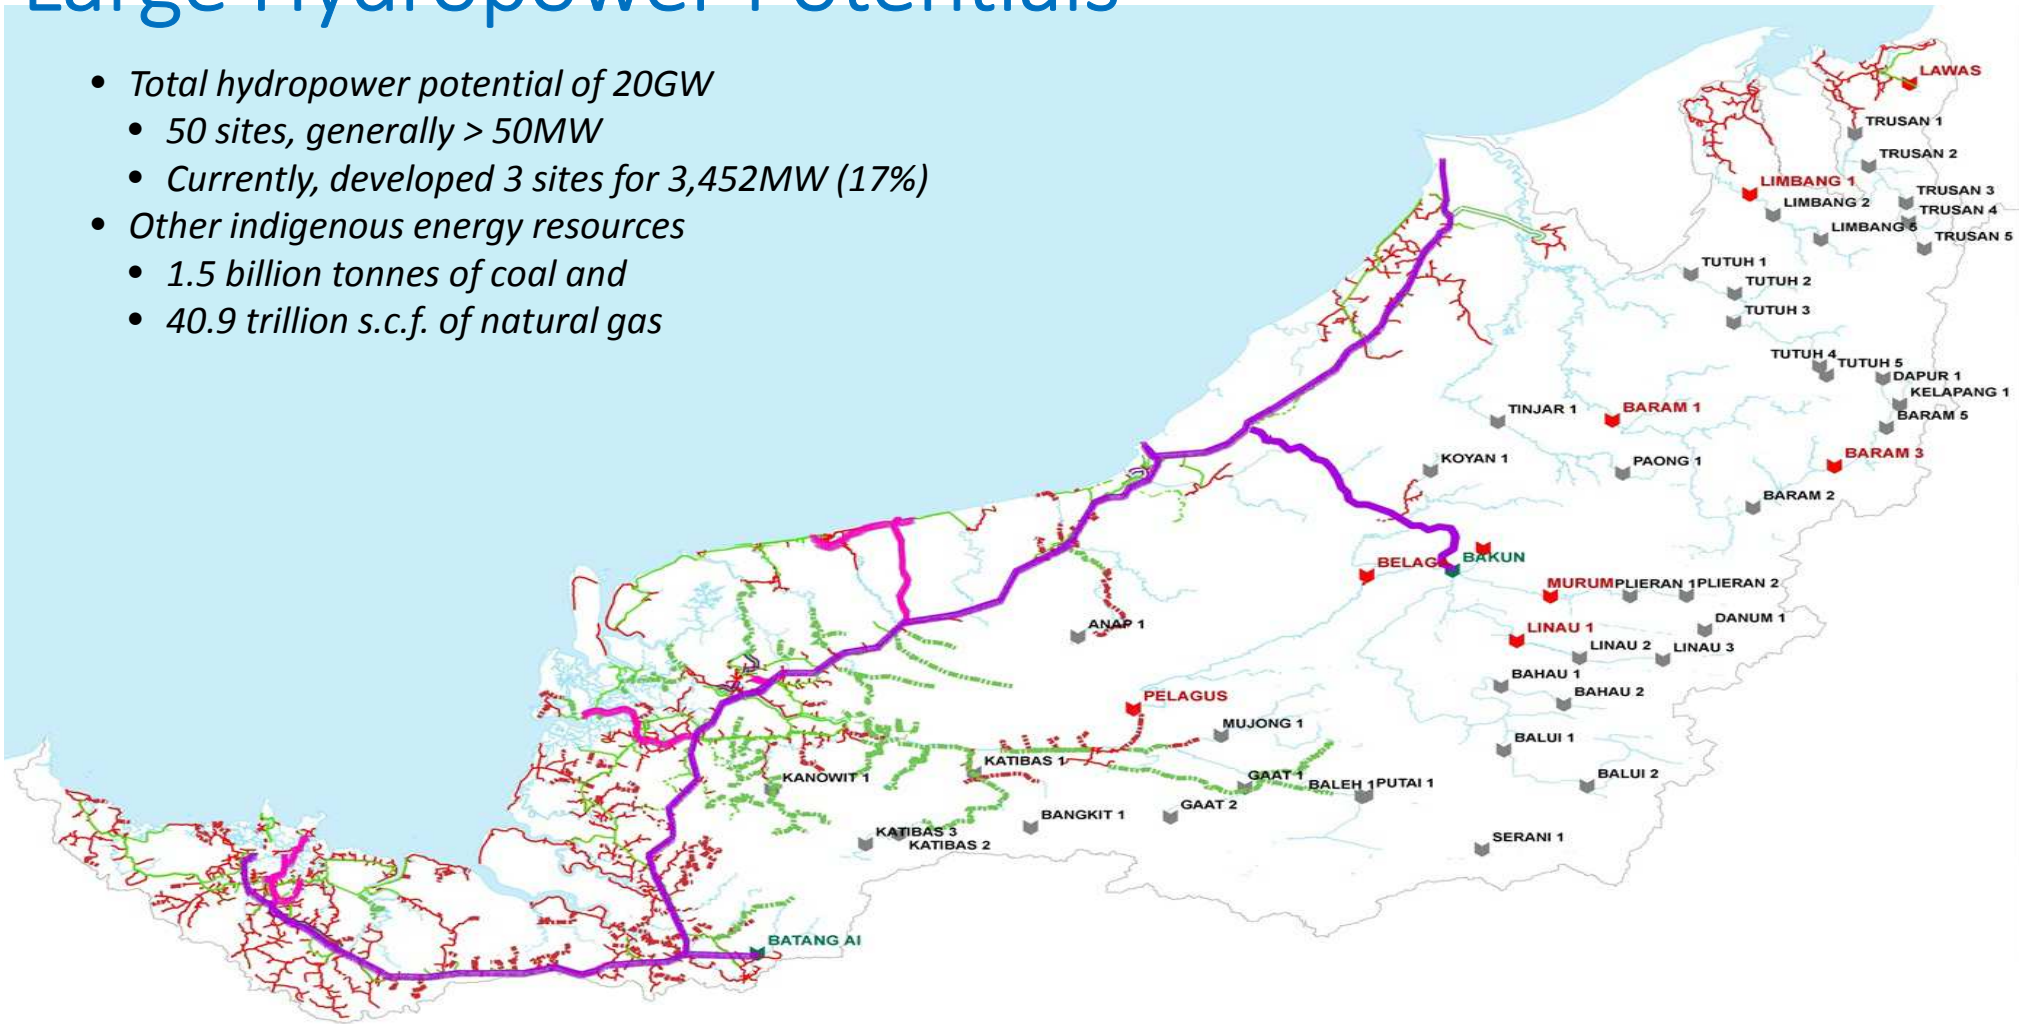 Large Hydropower Potentials
• Total hydropower potential of 20GW
• 50 sites, generally > 50MW
• Currently, developed 3 sites for 3,452MW (17%)
• Other indigenous energy resources
• 1.5 billion tonnes of coal and
• 40.9 trillion s.c.f. of natural gas
LAWAS
TRUSAN 1
TRUSAN 2
LIMBANG 1
TRUSAN 3
LIMBANG 2
TRUSAN 4
LIMBANG 5
TRUSAN 5
TUTUH 1
TUTUH 2
TUTUH 3
TUTUH 4
TUTUH 5
DAPUR 1
KELAPANG 1
TINJAR 1
BARAM 1
BARAM 5
KOYAN 1
PAONG 1
BARAM 3
BARAM 2
BELAG
BAKUN
MURUM
PLIERAN 1
PLIERAN 2
ANAP 1
LINAU 1
DANUM 1
LINAU 2
LINAU 3
BAHAU 1
BAHAU 2
PELAGUS
MUJONG 1
BALUI 1
KATIBAS 1
KANOWIT 1
GAAT 1
BALEH 1
PUTAI 1
BALUI 2
GAAT 2
BANGKIT 1
KATIBAS 3
KATIBAS 2
SERANI 1
BATANG AI